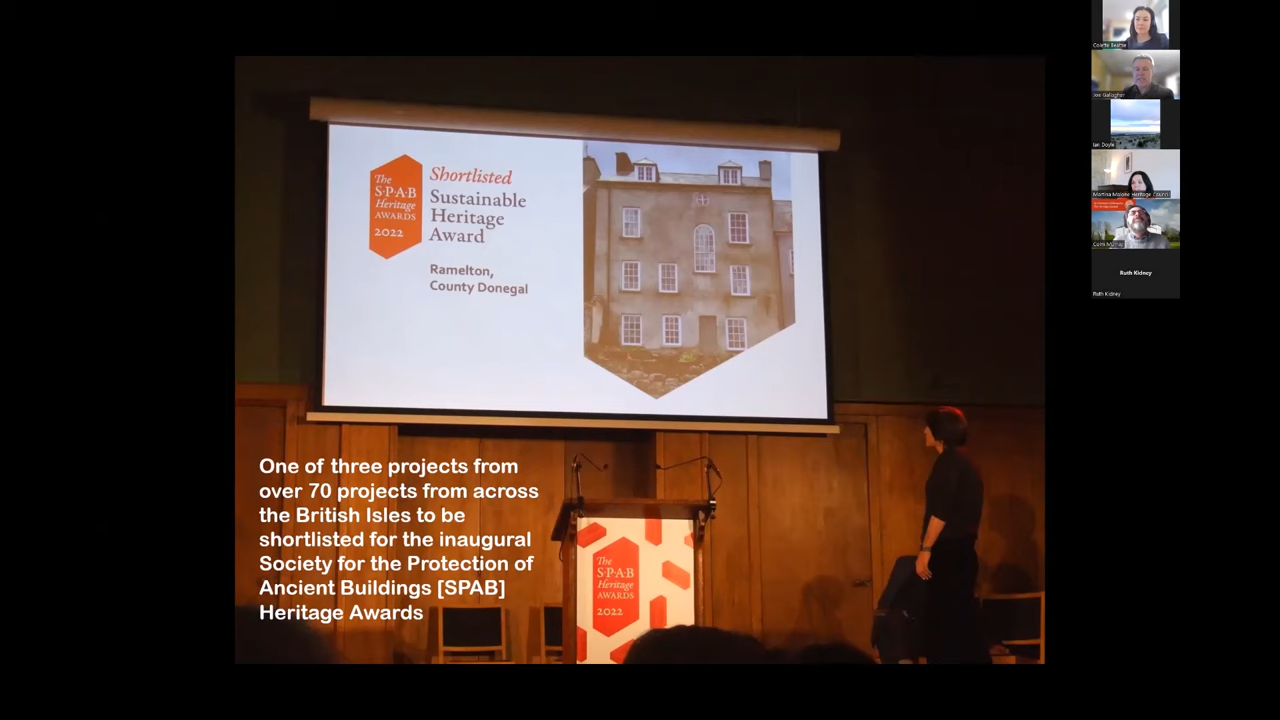 The
S·P·A·B
Heritage
AWARDS
2022
Shortlisted
Sustainable
Heritage
Award
Ramelton,
County Donegal
One of three projects from
over 70 projects from across
the British Isles to be
shortlisted for the inaugural
Society for the Protection of
Ancient Buildings [SPAB]
Heritage Awards
The
S·P·A·B
Heritage
AWARDS
2022
Colette Beattie
Joe Gallagher
Ian Doyle
Martina Malone Heritage Council
Colm Murray
Ruth Kidney
Ruth Kidney